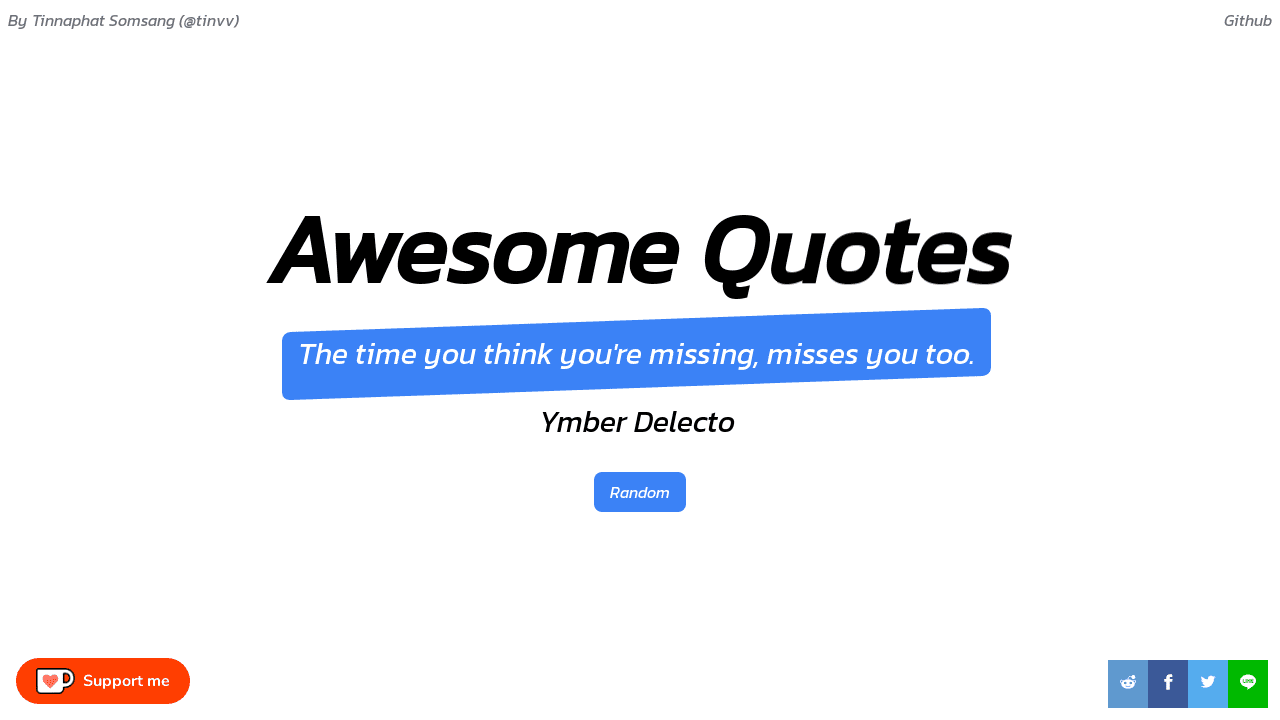 By Tinnaphat Somsang (@tinvv)
Github
Awesome Quotes
The time you think you're missing, misses you too.
Ymber Delecto
Random
Support me
LINE